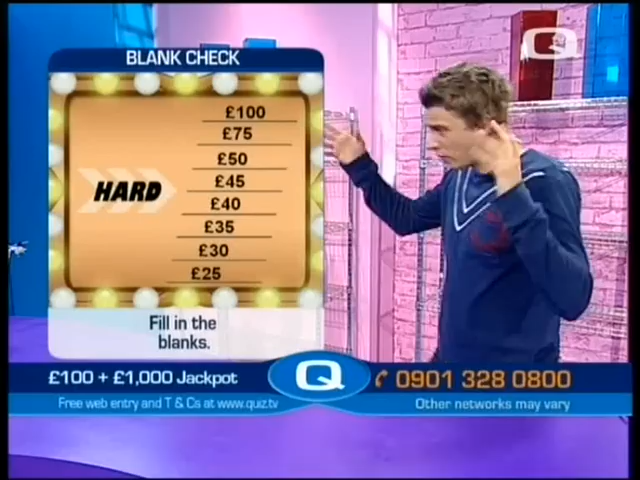 BLANK CHECK
£100
£75
£50
HARD
£45
£40
£35
£30
£25
Fill in the
blanks.
Q
£100 + £1,000 Jackpot
Q
0901 328 0800
Free web entry and T & Cs at www.quiz.tv
Other networks may vary